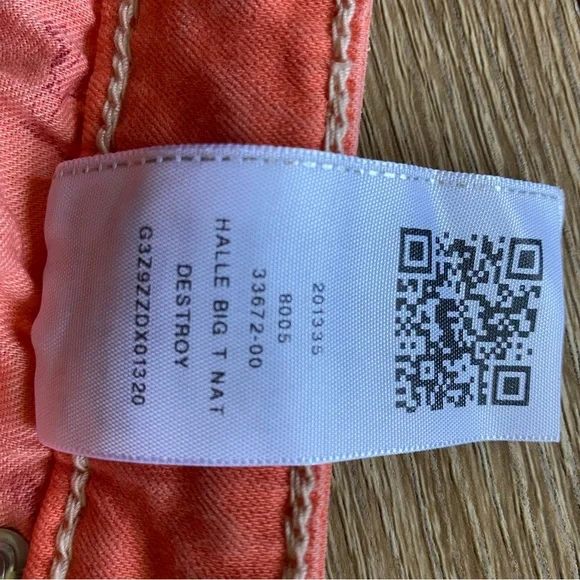 201335
8005
33672-00
HALLE BIG T NAT
DESTROY
G3Z9ZZDX01320